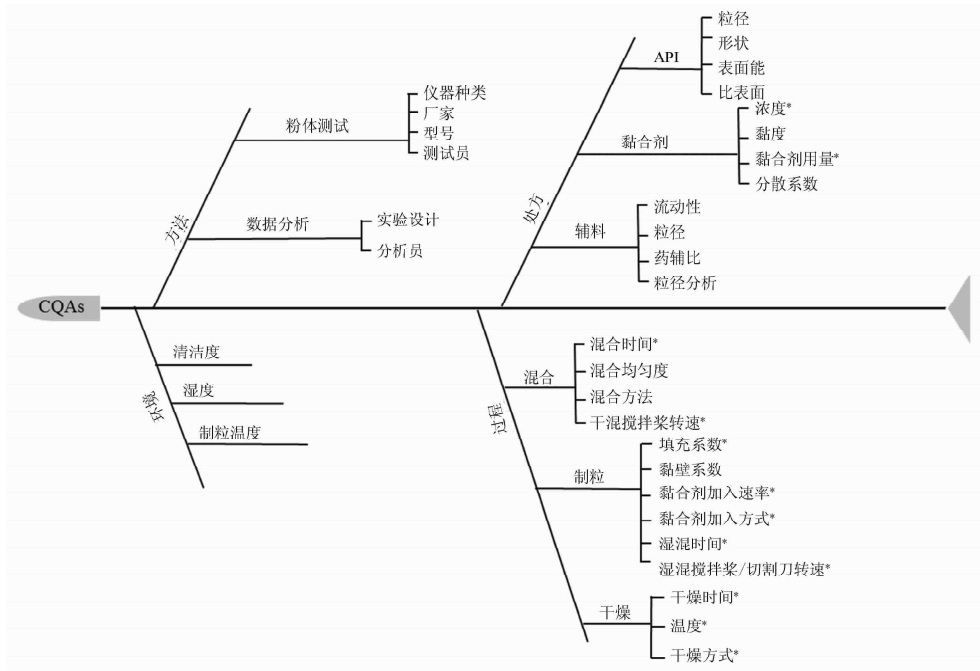 方法
粉体测试
仪器种类
厂家
型号
测试员
数据分析
实验设计
分析员
处方
API
粒径
形状
表面能
比表面
黏合剂
浓度*
黏度
黏合剂用量*
分散系数
辅料
流动性
粒径
药辅比
粒径分析
CQAs
环境
清洁度
湿度
制粒温度
过程
混合
混合时间*
混合均匀度
混合方法
干混搅拌桨转速*
制粒
填充系数*
黏壁系数
黏合剂加入速率*
黏合剂加入方式*
湿混时间*
湿混搅拌桨/切割刀转速*
干燥
干燥时间*
温度*
干燥方式*